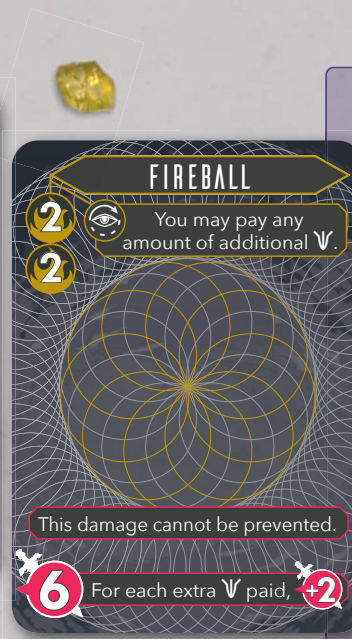 FIREBALL
2
You may pay any
amount of additional Ѱ.
2
This damage cannot be prevented.
6 For each extra Ѱ paid, +2